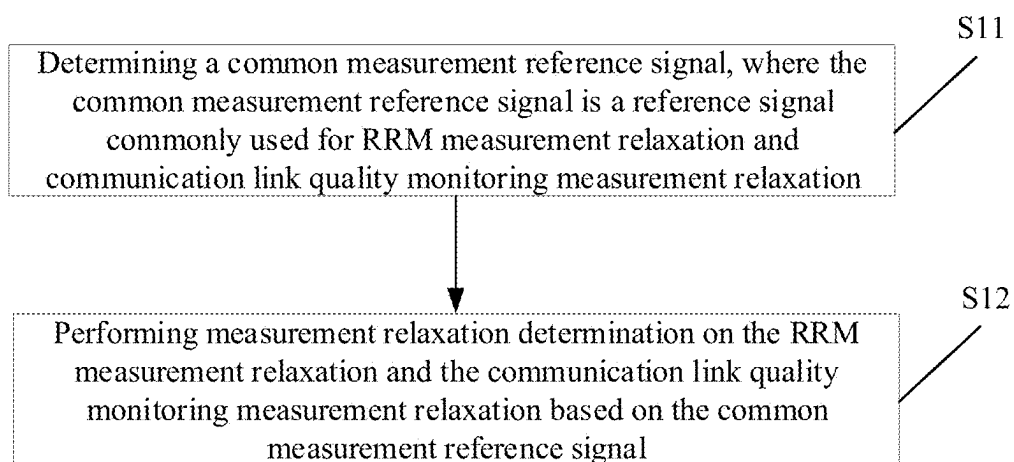 S11
Determining a common measurement reference signal, where the
common measurement reference signal is a reference signal
commonly used for RRM measurement relaxation and
communication link quality monitoring measurement relaxation
S12
Performing measurement relaxation determination on the RRM
measurement relaxation and the communication link quality
monitoring measurement relaxation based on the common
measurement reference signal